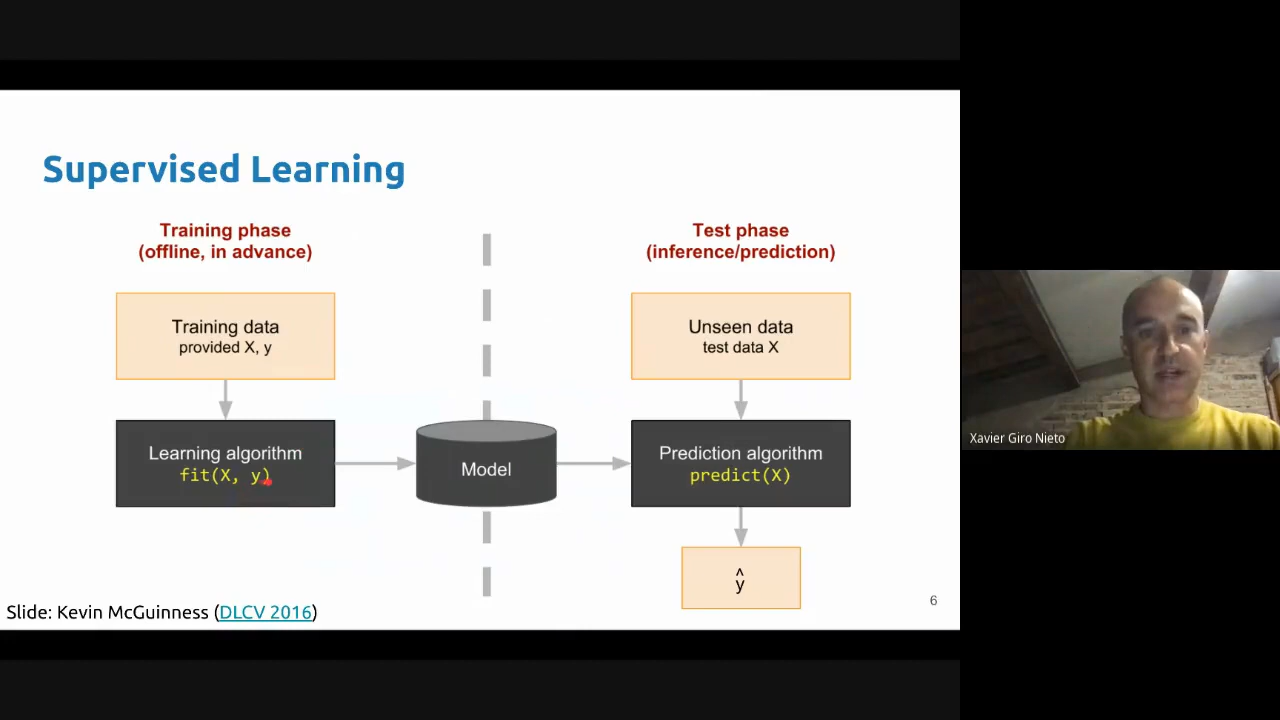 Supervised Learning
Training phase
(offline, in advance)
Test phase
(inference/prediction)
Training data
provided X, y
Unseen data
test data X
Learning algorithm
fit(X, y)
Model
Prediction algorithm
predict(X)
ŷ
Slide: Kevin McGuinness (DLCV 2016)
6
Xavier Giro Nieto